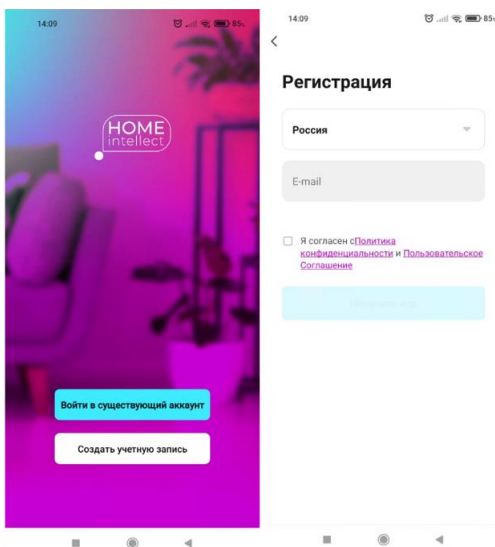 14:09
85
HOME
intellect
Войти в существующий аккаунт
Создать учетную запись
14:09
85
Регистрация
Россия
E-mail
Я согласен сПолитика
конфиденциальности и Пользовательское
Соглашение